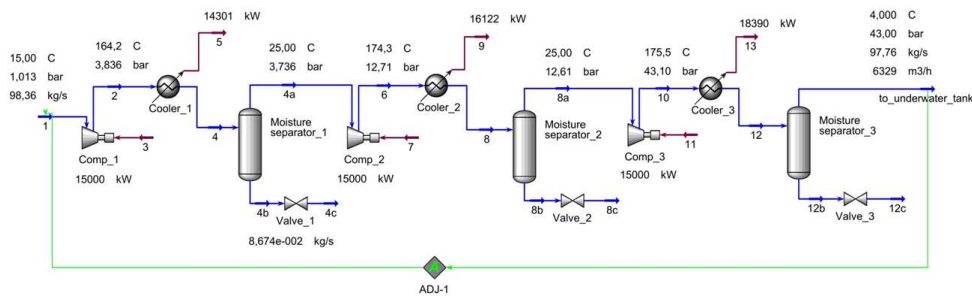 14301 kW
5
16122 kW
9
18390 kW
13
4,000 C
43,00 bar
97,76 kg/s
6329 m3/h
to_underwater_tank
15,00 C
1,013 bar
98,36 kg/s
1
164,2 C
3,836 bar
2
Cooler_1
4
25,00 C
3,736 bar
4a
174,3 C
12,71 bar
6
Cooler_2
8
25,00 C
12,61 bar
8a
175,5 C
43,10 bar
10
Cooler_3
12
Comp_1
3
15000 kW
Moisture
separator_1
4b
Valve_1
4c
8,674e-002 kg/s
Comp_2
7
15000 kW
Moisture
separator_2
8b
Valve_2
8c
Comp_3
11
15000 kW
Moisture
separator_3
12b
Valve_3
12c
A
ADJ-1